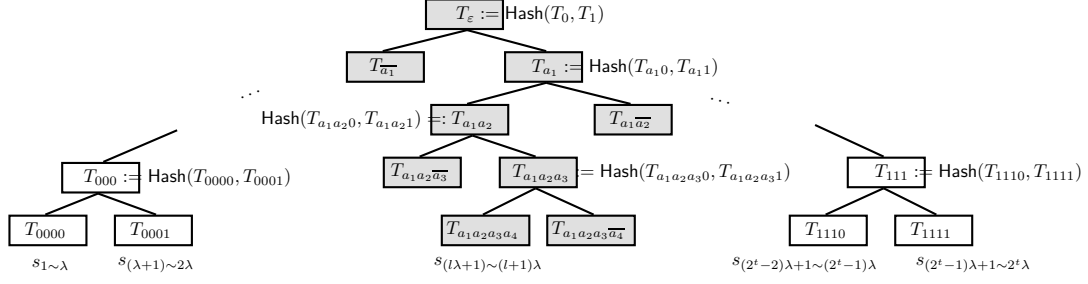 T_ε := Hash(T_0, T_1)
T_{\overline{a_1}} T_{a_1} := Hash(T_{a_1 0}, T_{a_1 1})
⋯ ⋯
Hash(T_{a_1 a_2 0}, T_{a_1 a_2 1}) =: T_{a_1 a_2} T_{a_1 \overline{a_2}}
T_{000} := Hash(T_{0000}, T_{0001}) T_{a_1 a_2 \overline{a_3}} T_{a_1 a_2 a_3} := Hash(T_{a_1 a_2 a_3 0}, T_{a_1 a_2 a_3 1}) T_{111} := Hash(T_{1110}, T_{1111})
T_{0000} T_{0001} T_{a_1 a_2 a_3 a_4} T_{a_1 a_2 a_3 \overline{a_4}} T_{1110} T_{1111}
s_{1∼λ} s_{(λ+1)∼2λ} s_{(lλ+1)∼(l+1)λ} s_{(2^t−2)λ+1∼(2^t−1)λ} s_{(2^t−1)λ+1∼2^tλ}